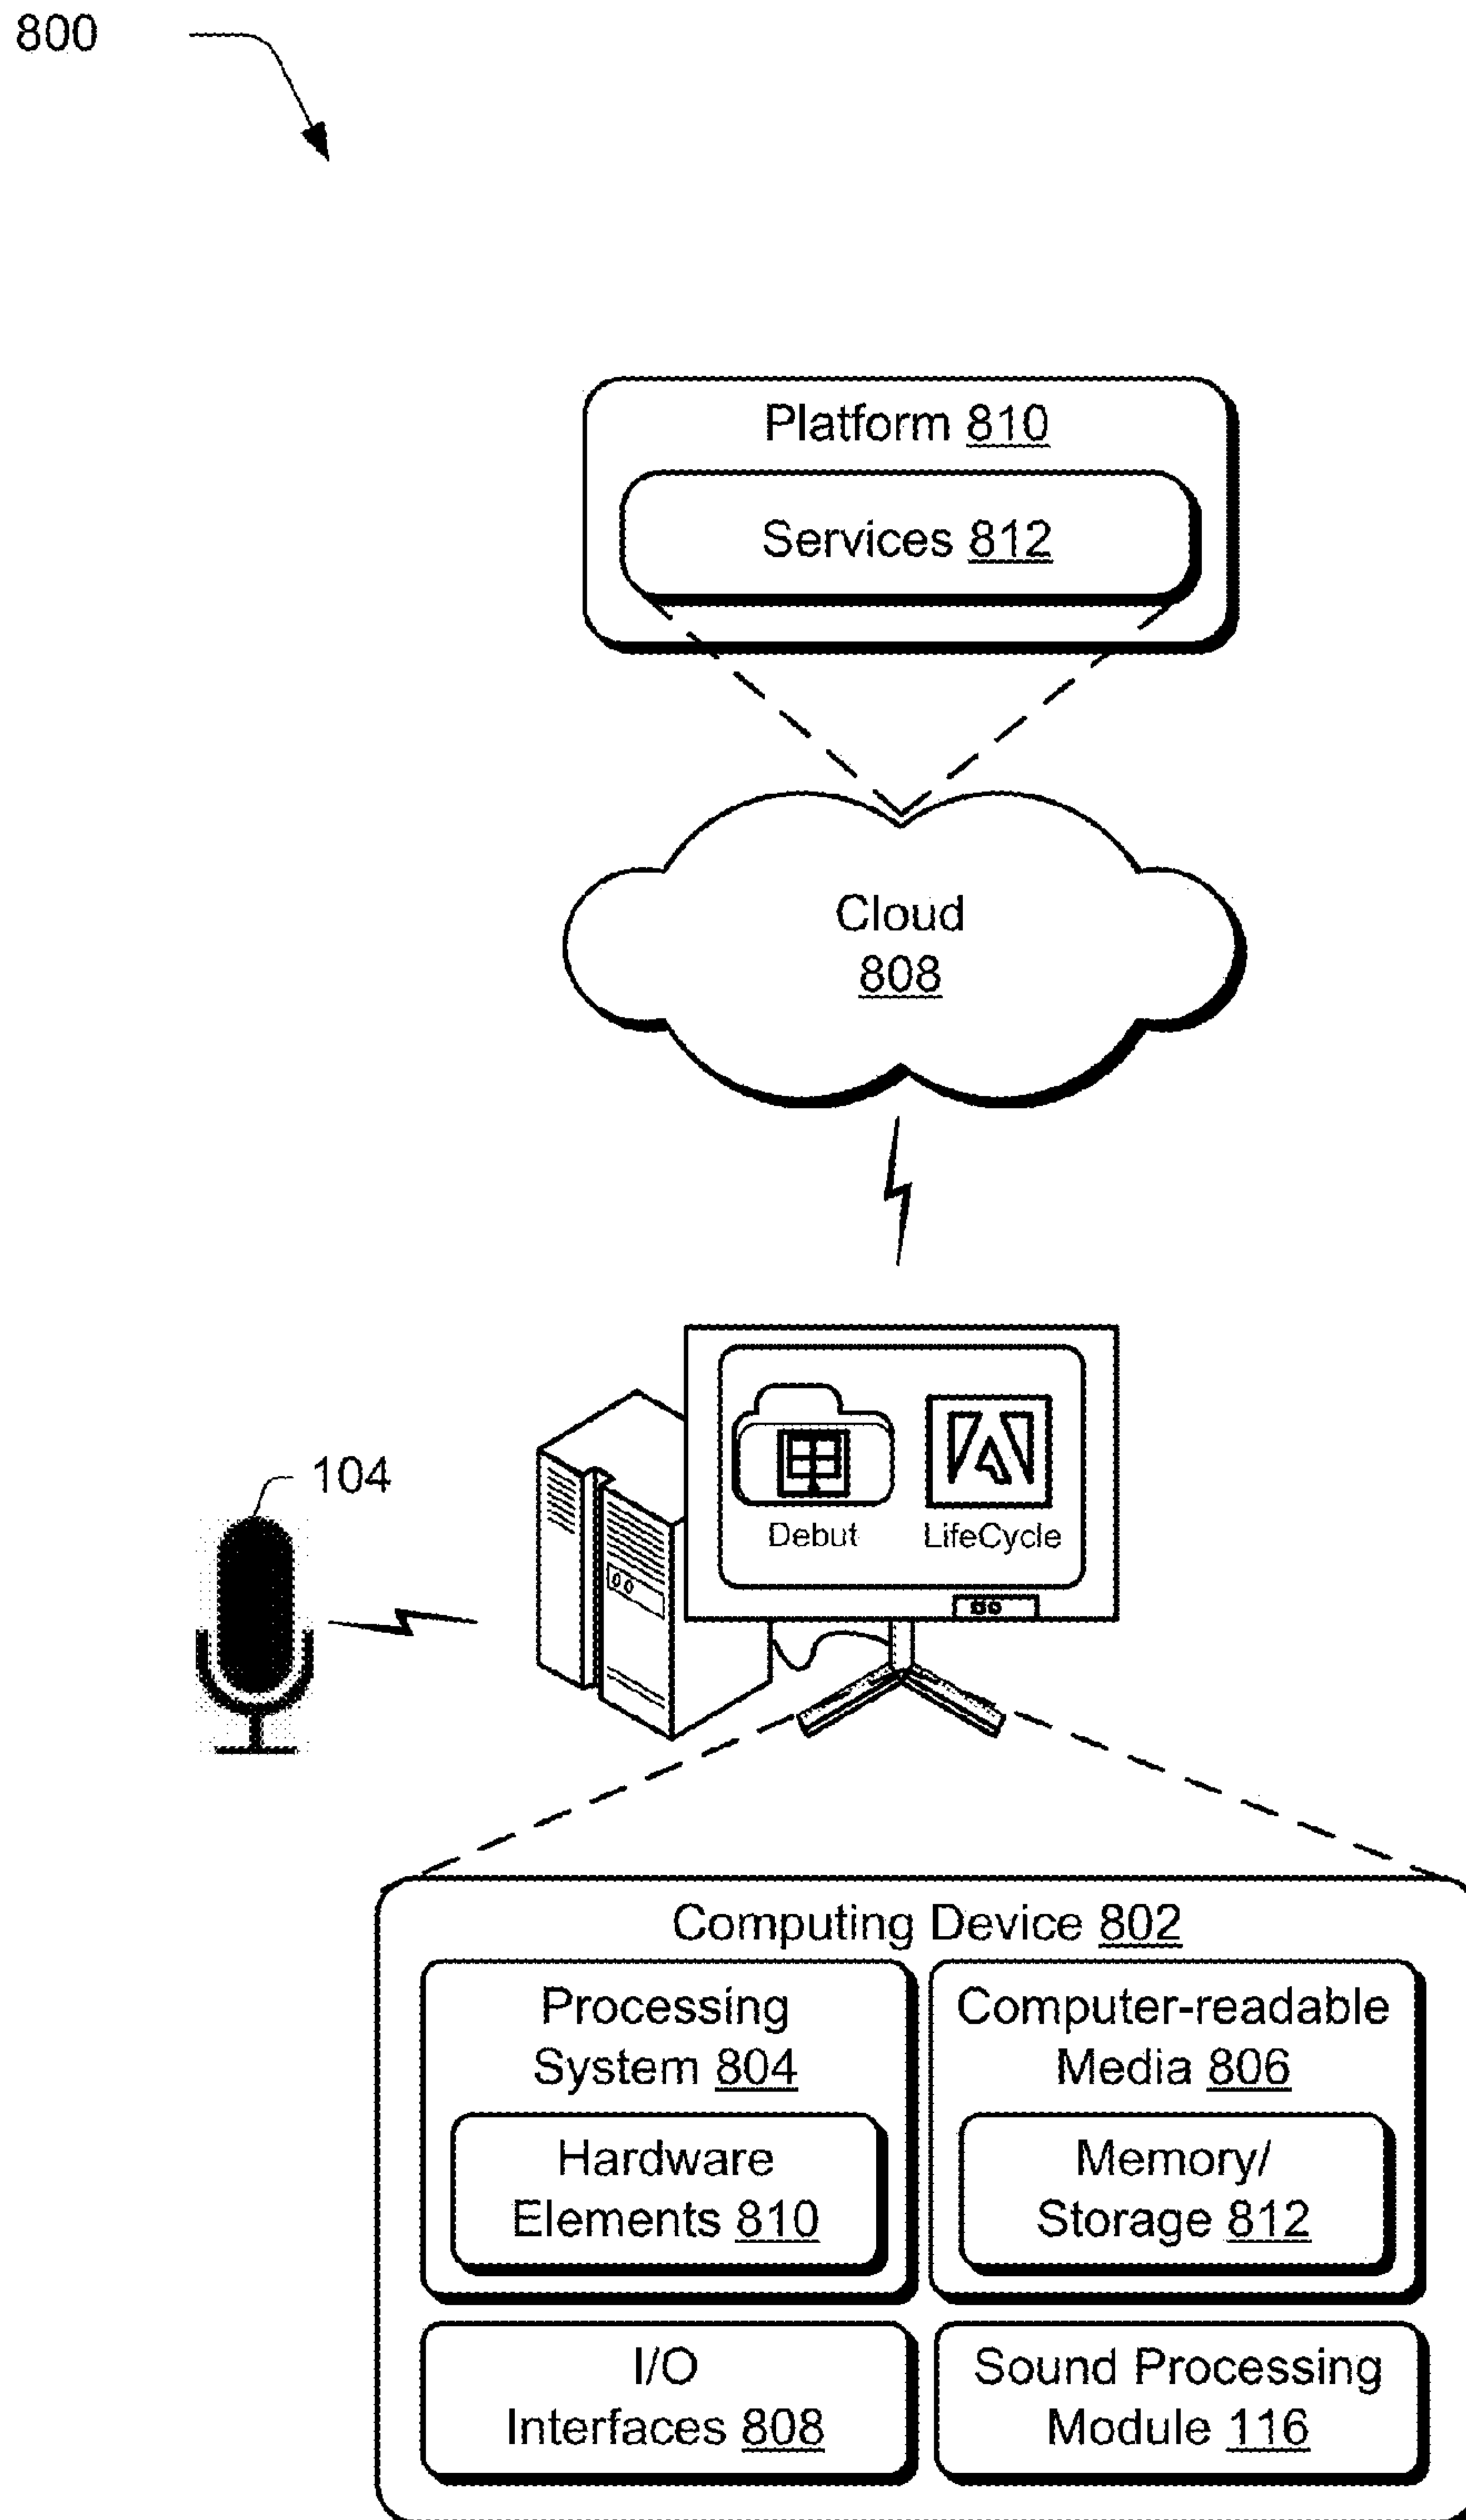 800
Platform 810
Services 812
Cloud
808
104
Debut LifeCycle
Computing Device 802
Processing
System 804
Hardware
Elements 810
Computer-readable
Media 806
Memory/
Storage 812
I/O
Interfaces 808
Sound Processing
Module 116